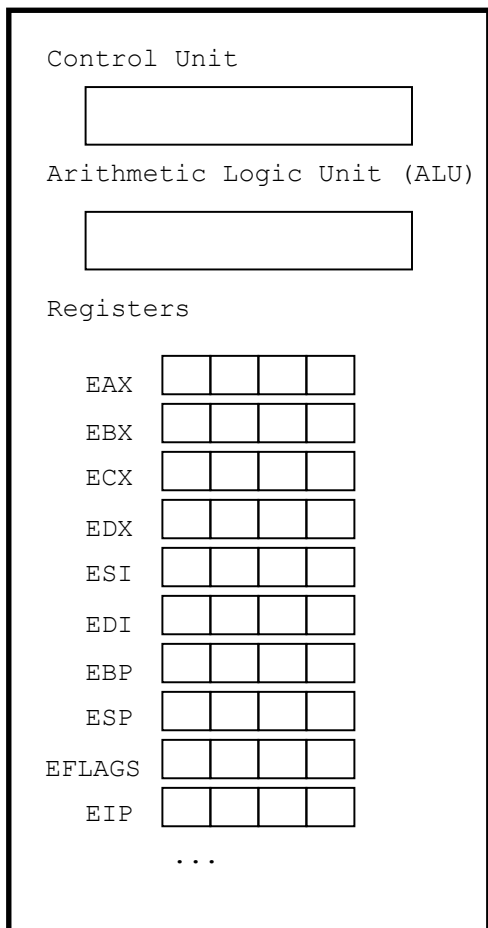 Control Unit
Arithmetic Logic Unit (ALU)
Registers
EAX
EBX
ECX
EDX
ESI
EDI
EBP
ESP
EFLAGS
EIP
...